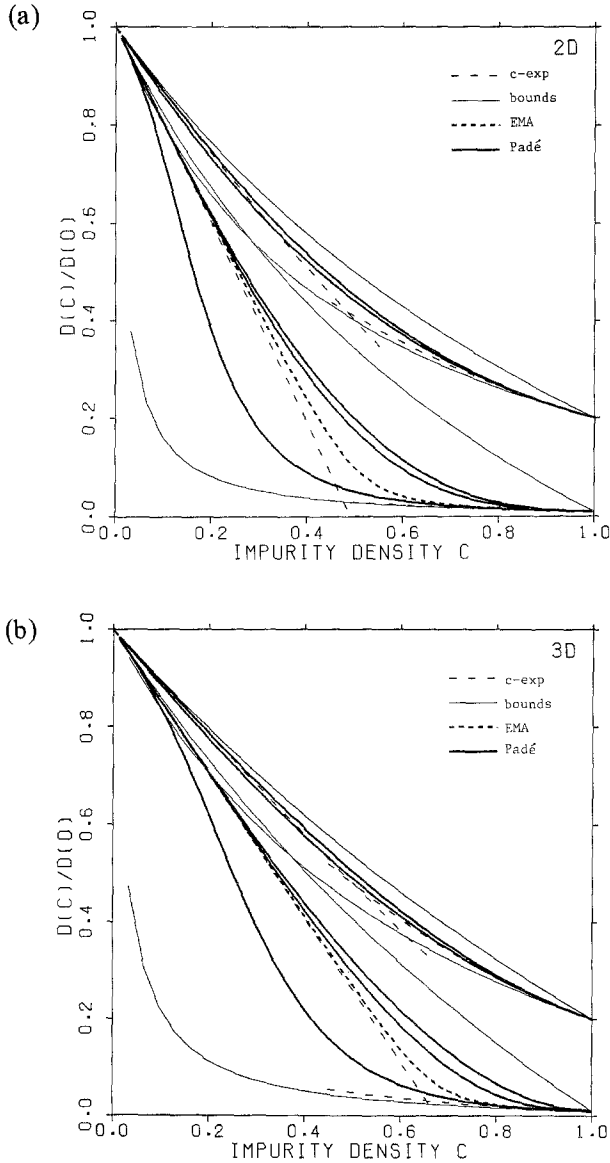 (a)
2D
c-exp
bounds
EMA
Padé
D(C)/D(0)
1.0
0.8
0.6
0.4
0.2
0.0
0.0 0.2 0.4 0.6 0.8 1.0
IMPURITY DENSITY C
(b)
3D
c-exp
bounds
EMA
Padé
D(C)/D(0)
1.0
0.8
0.6
0.4
0.2
0.0
0.0 0.2 0.4 0.6 0.8 1.0
IMPURITY DENSITY C